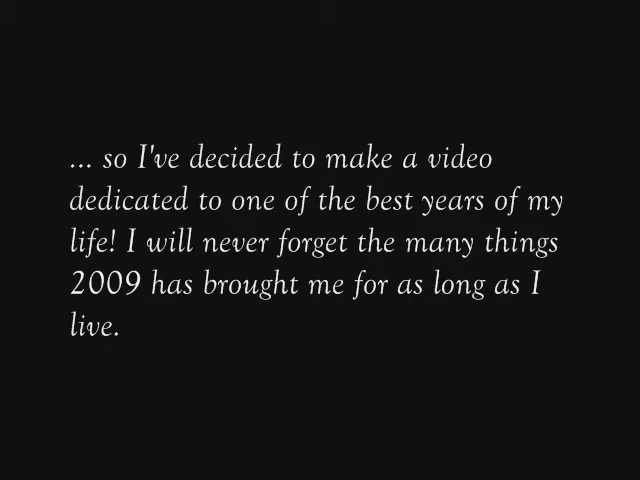 ... so I've decided to make a video
dedicated to one of the best years of my
life! I will never forget the many things
2009 has brought me for as long as I
live.